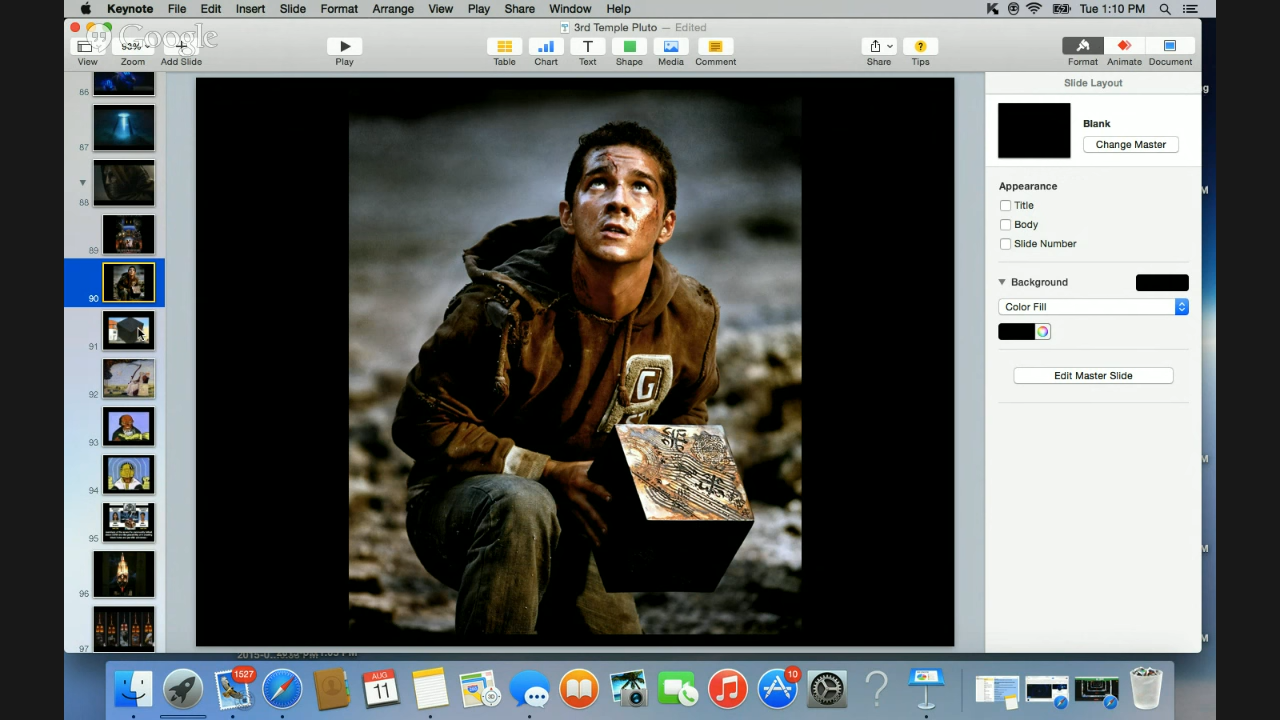 Keynote File Edit Insert Slide Format Arrange View Play Share Window Help Tue 1:10 PM
3rd Temple Pluto — Edited
Google
93%
View Zoom Add Slide Play Table Chart Text Shape Media Comment Share Tips Format Animate Document
Slide Layout
Blank
Change Master
Appearance
Title
Body
Slide Number
Background
Color Fill
Edit Master Slide
86
87
88
89
90
91
92
93
94
95
96
97
G
1527
AUG
11
10